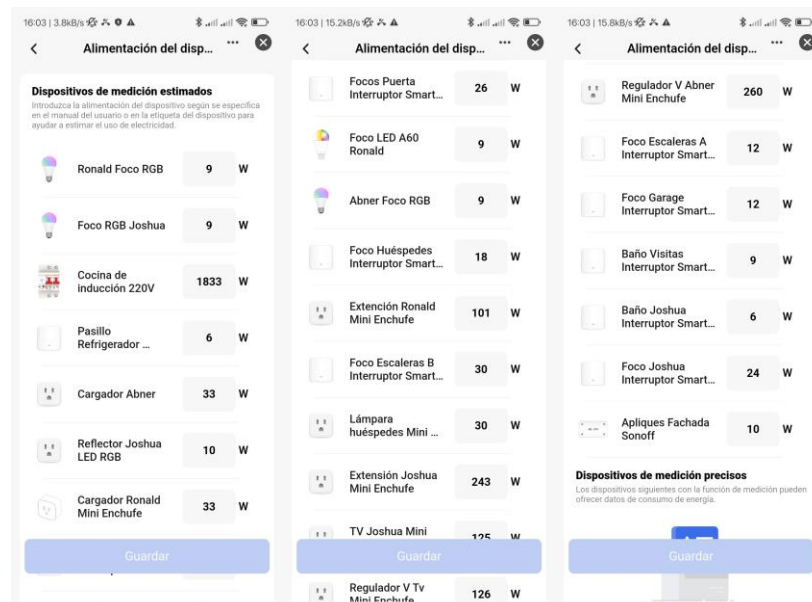 16:03 | 3.8KB/s
Alimentación del disp...
Dispositivos de medición estimados
Introduzca la alimentación del dispositivo según se especifica
en el manual del usuario o en la etiqueta del dispositivo para
ayudar a estimar el uso de electricidad.
Ronald Foco RGB 9 W
Foco RGB Joshua 9 W
Cocina de
inducción 220V 1833 W
Pasillo
Refrigerador ... 6 W
Cargador Abner 33 W
Reflector Joshua
LED RGB 10 W
Cargador Ronald
Mini Enchufe 33 W
Guardar
16:03 | 15.2kB/s
Alimentación del disp...
Focos Puerta
Interruptor Smart... 26 W
Foco LED A60
Ronald 9 W
Abner Foco RGB 9 W
Foco Huéspedes
Interruptor Smart... 18 W
Extención Ronald
Mini Enchufe 101 W
Foco Escaleras B
Interruptor Smart... 30 W
Lámpara
huéspedes Mini ... 30 W
Extensión Joshua
Mini Enchufe 243 W
TV Joshua Mini 125 W
Guardar
Regulador V Tv
Mini Enchufe 126 W
16:03 | 15.8kB/s
Alimentación del disp...
Regulador V Abner
Mini Enchufe 260 W
Foco Escaleras A
Interruptor Smart... 12 W
Foco Garage
Interruptor Smart... 12 W
Baño Visitas
Interruptor Smart... 9 W
Baño Joshua
Interruptor Smart... 6 W
Foco Joshua
Interruptor Smart... 24 W
Apliques Fachada
Sonoff 10 W
Dispositivos de medición precisos
Los dispositivos siguientes con la función de medición pueden
ofrecer datos de consumo de energía.
Guardar